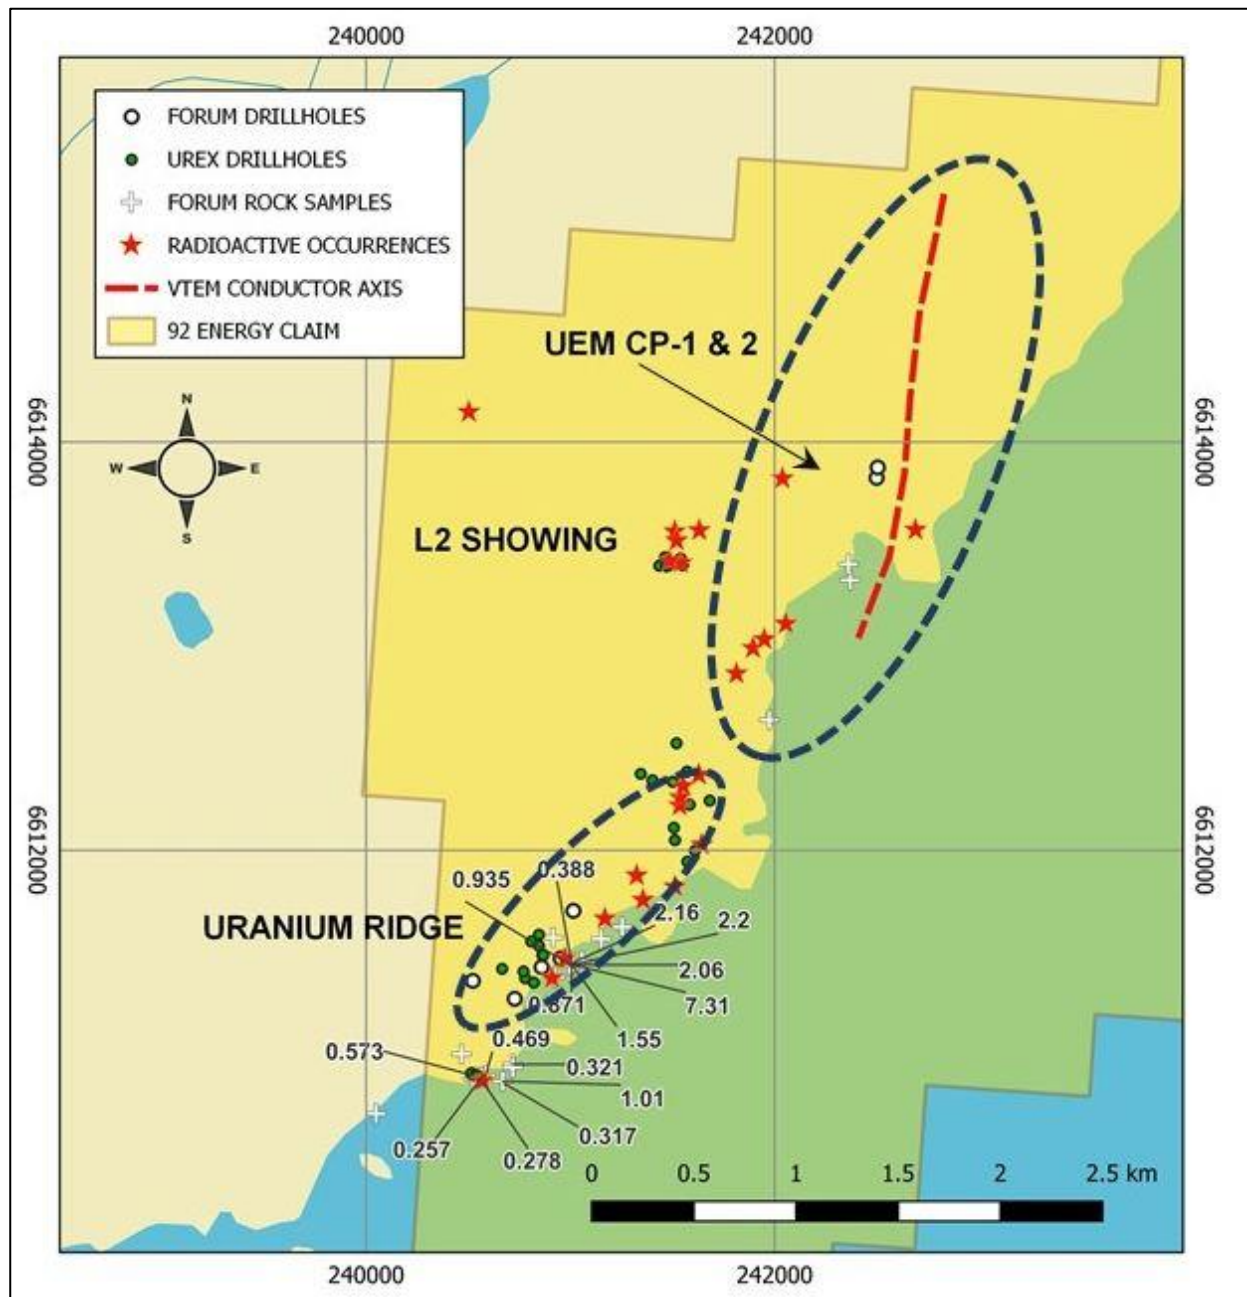 240000
242000
FORUM DRILLHOLES
UREX DRILLHOLES
FORUM ROCK SAMPLES
RADIOACTIVE OCCURRENCES
VTEM CONDUCTOR AXIS
92 ENERGY CLAIM
UEM CP-1 & 2
N
W
E
S
6614000
6614000
L2 SHOWING
6612000
6612000
0.935
0.388
URANIUM RIDGE
2.16
2.2
2.06
7.31
0.871
1.55
0.469
0.573
0.321
1.01
0.317
0.257
0.278
0
0.5
1
1.5
2
2.5 km
240000
242000